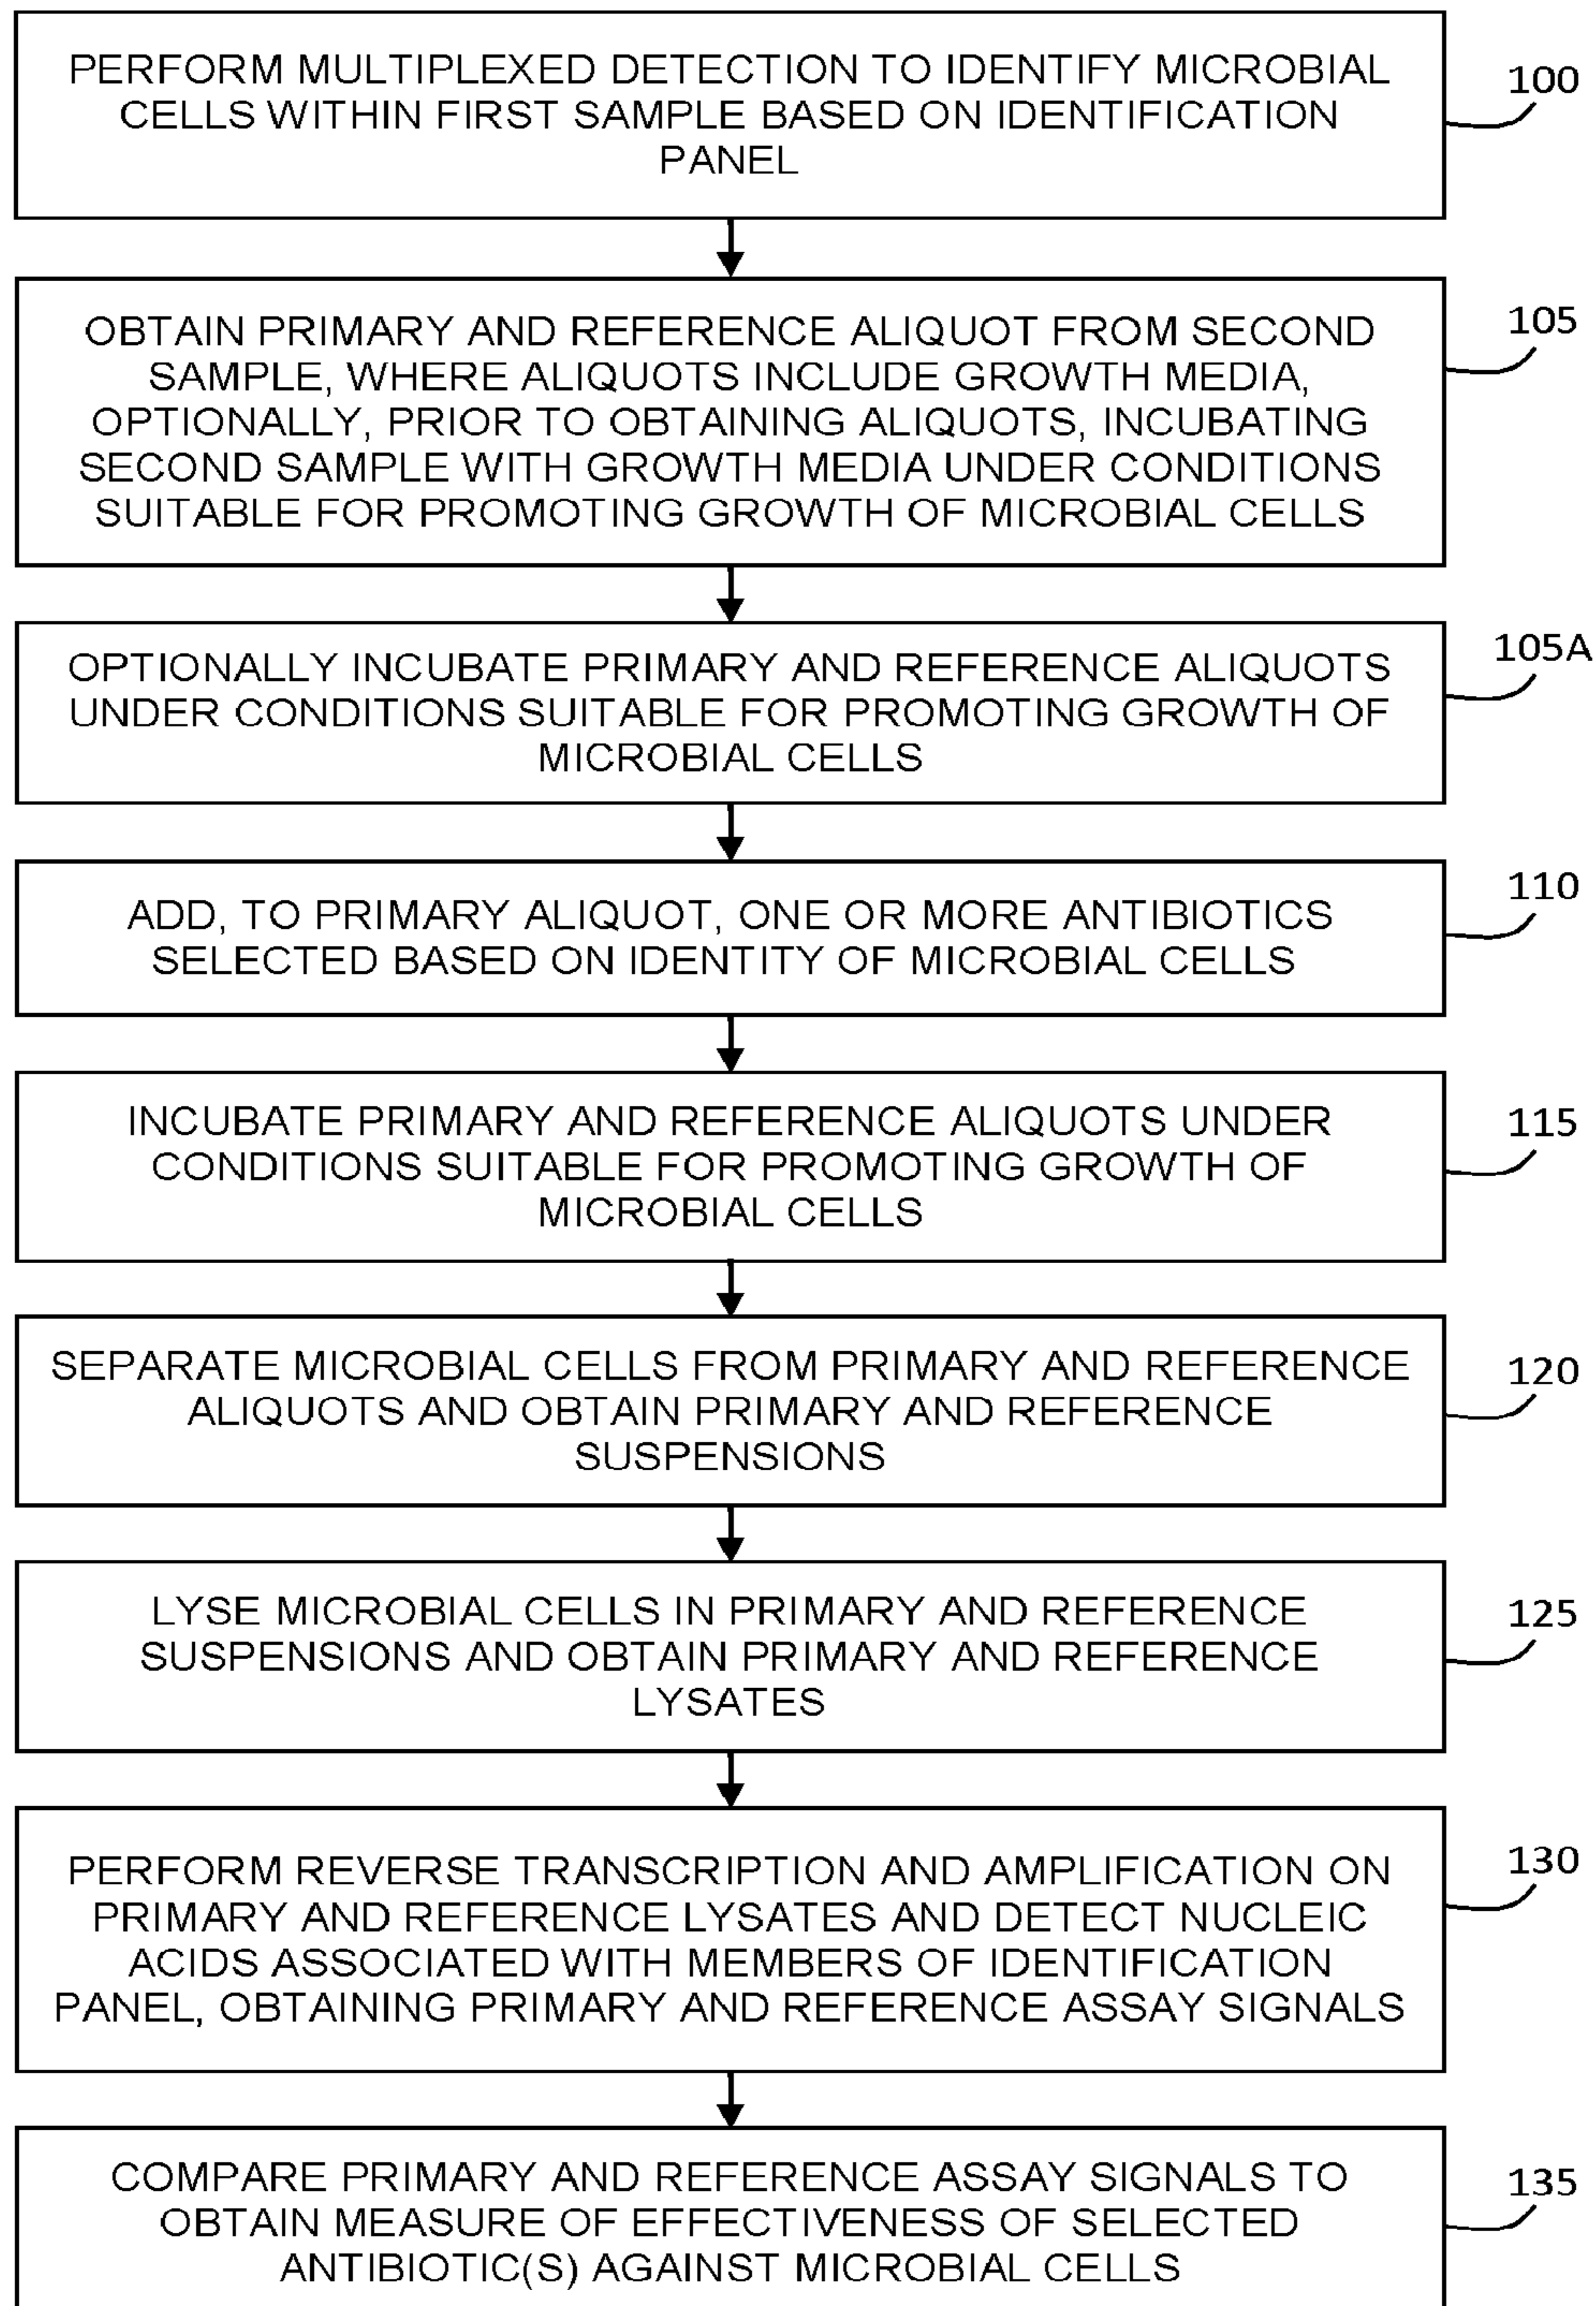 PERFORM MULTIPLEXED DETECTION TO IDENTIFY MICROBIAL
CELLS WITHIN FIRST SAMPLE BASED ON IDENTIFICATION
PANEL
100
OBTAIN PRIMARY AND REFERENCE ALIQUOT FROM SECOND
SAMPLE, WHERE ALIQUOTS INCLUDE GROWTH MEDIA,
OPTIONALLY, PRIOR TO OBTAINING ALIQUOTS, INCUBATING
SECOND SAMPLE WITH GROWTH MEDIA UNDER CONDITIONS
SUITABLE FOR PROMOTING GROWTH OF MICROBIAL CELLS
105
OPTIONALLY INCUBATE PRIMARY AND REFERENCE ALIQUOTS
UNDER CONDITIONS SUITABLE FOR PROMOTING GROWTH OF
MICROBIAL CELLS
105A
ADD, TO PRIMARY ALIQUOT, ONE OR MORE ANTIBIOTICS
SELECTED BASED ON IDENTITY OF MICROBIAL CELLS
110
INCUBATE PRIMARY AND REFERENCE ALIQUOTS UNDER
CONDITIONS SUITABLE FOR PROMOTING GROWTH OF
MICROBIAL CELLS
115
SEPARATE MICROBIAL CELLS FROM PRIMARY AND REFERENCE
ALIQUOTS AND OBTAIN PRIMARY AND REFERENCE
SUSPENSIONS
120
LYSE MICROBIAL CELLS IN PRIMARY AND REFERENCE
SUSPENSIONS AND OBTAIN PRIMARY AND REFERENCE
LYSATES
125
PERFORM REVERSE TRANSCRIPTION AND AMPLIFICATION ON
PRIMARY AND REFERENCE LYSATES AND DETECT NUCLEIC
ACIDS ASSOCIATED WITH MEMBERS OF IDENTIFICATION
PANEL, OBTAINING PRIMARY AND REFERENCE ASSAY SIGNALS
130
COMPARE PRIMARY AND REFERENCE ASSAY SIGNALS TO
OBTAIN MEASURE OF EFFECTIVENESS OF SELECTED
ANTIBIOTIC(S) AGAINST MICROBIAL CELLS
135